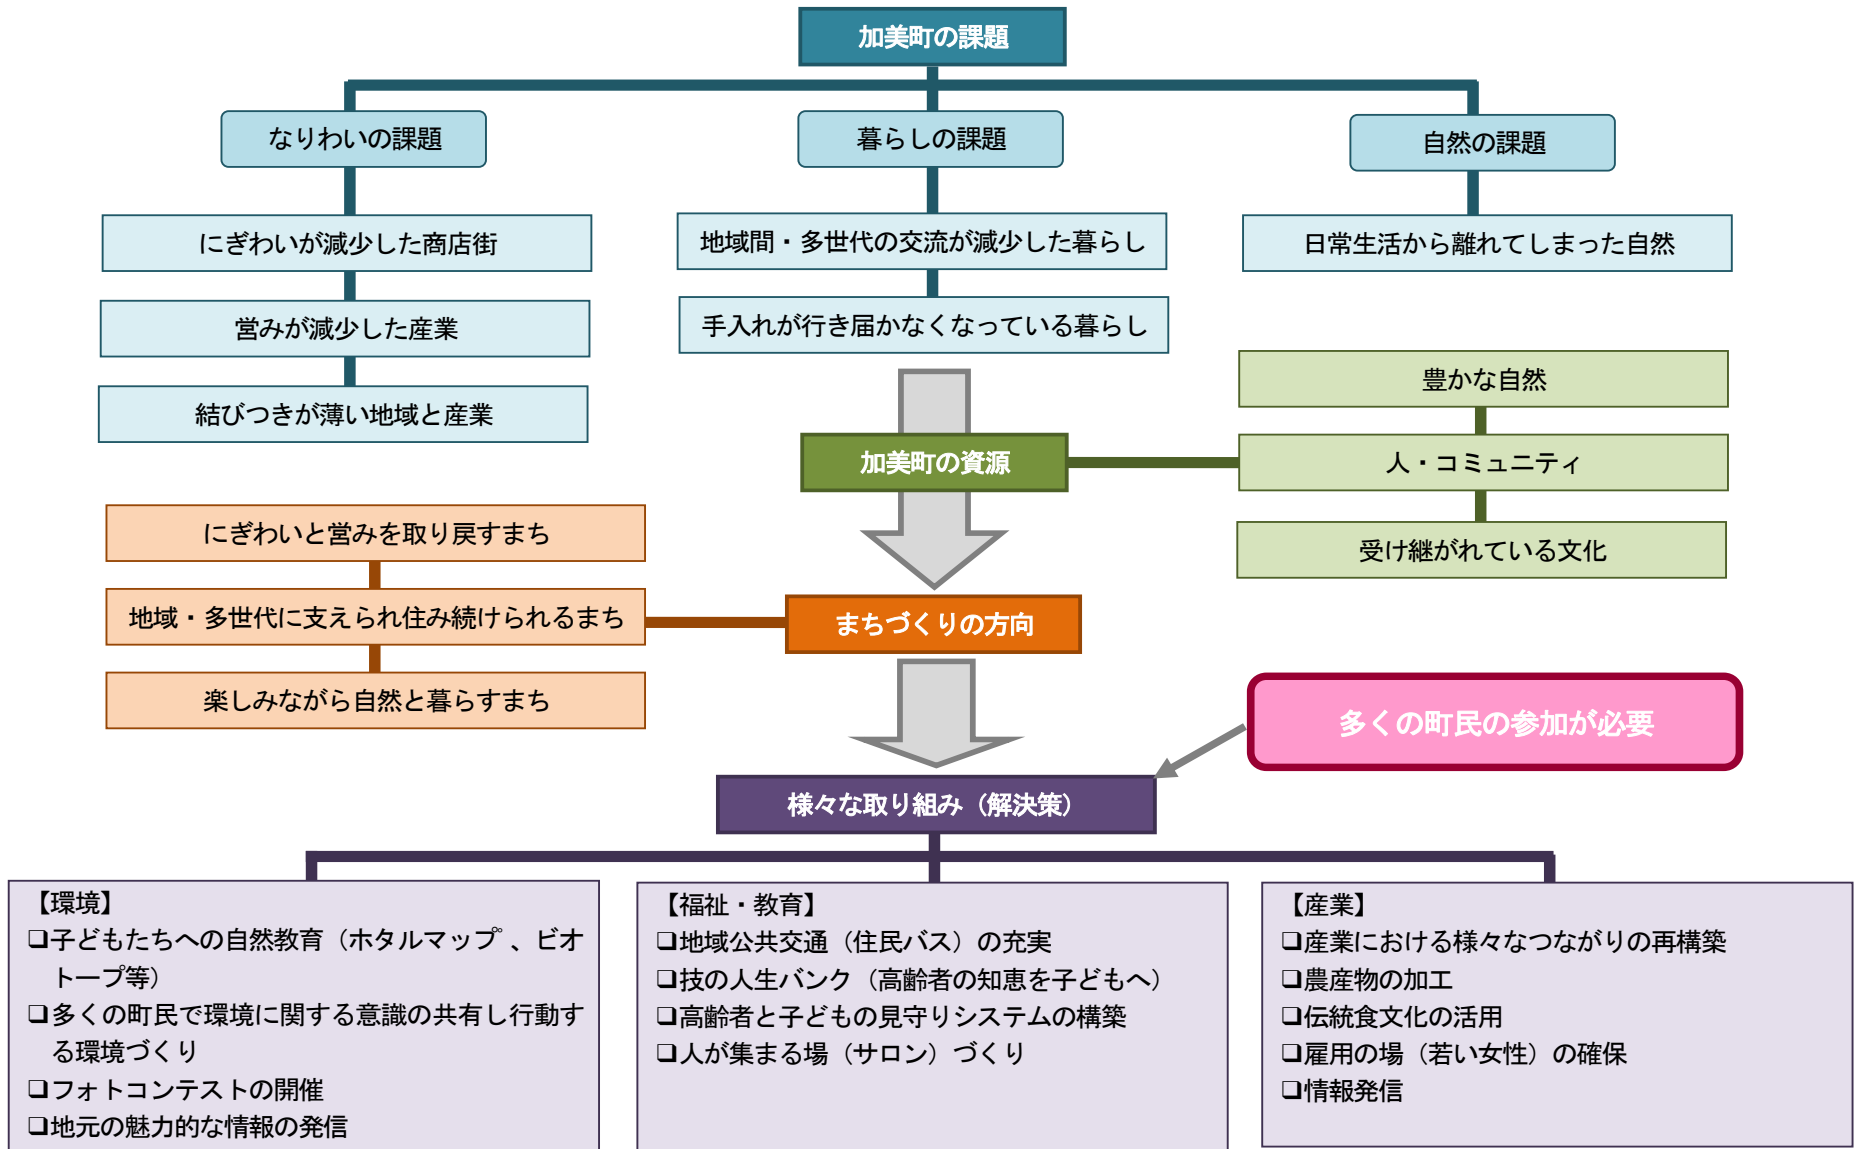 加美町の課題
なりわいの課題
暮らしの課題
自然の課題
にぎわいが減少した商店街
営みが減少した産業
結びつきが薄い地域と産業
地域間・多世代の交流が減少した暮らし
手入れが行き届かなくなっている暮らし
日常生活から離れてしまった自然
加美町の資源
豊かな自然
人・コミュニティ
受け継がれている文化
にぎわいと営みを取り戻すまち
地域・多世代に支えられ住み続けられるまち
楽しみながら自然と暮らすまち
まちづくりの方向
多くの町民の参加が必要
様々な取り組み（解決策）
【環境】
❑子どもたちへの自然教育（ホタルマップ、ビオ
トープ等）
❑多くの町民で環境に関する意識の共有し行動す
る環境づくり
❑フォトコンテストの開催
❑地元の魅力的な情報の発信
【福祉・教育】
❑地域公共交通（住民バス）の充実
❑技の人生バンク（高齢者の知恵を子どもへ）
❑高齢者と子どもの見守りシステムの構築
❑人が集まる場（サロン）づくり
【産業】
❑産業における様々なつながりの再構築
❑農産物の加工
❑伝統食文化の活用
❑雇用の場（若い女性）の確保
❑情報発信